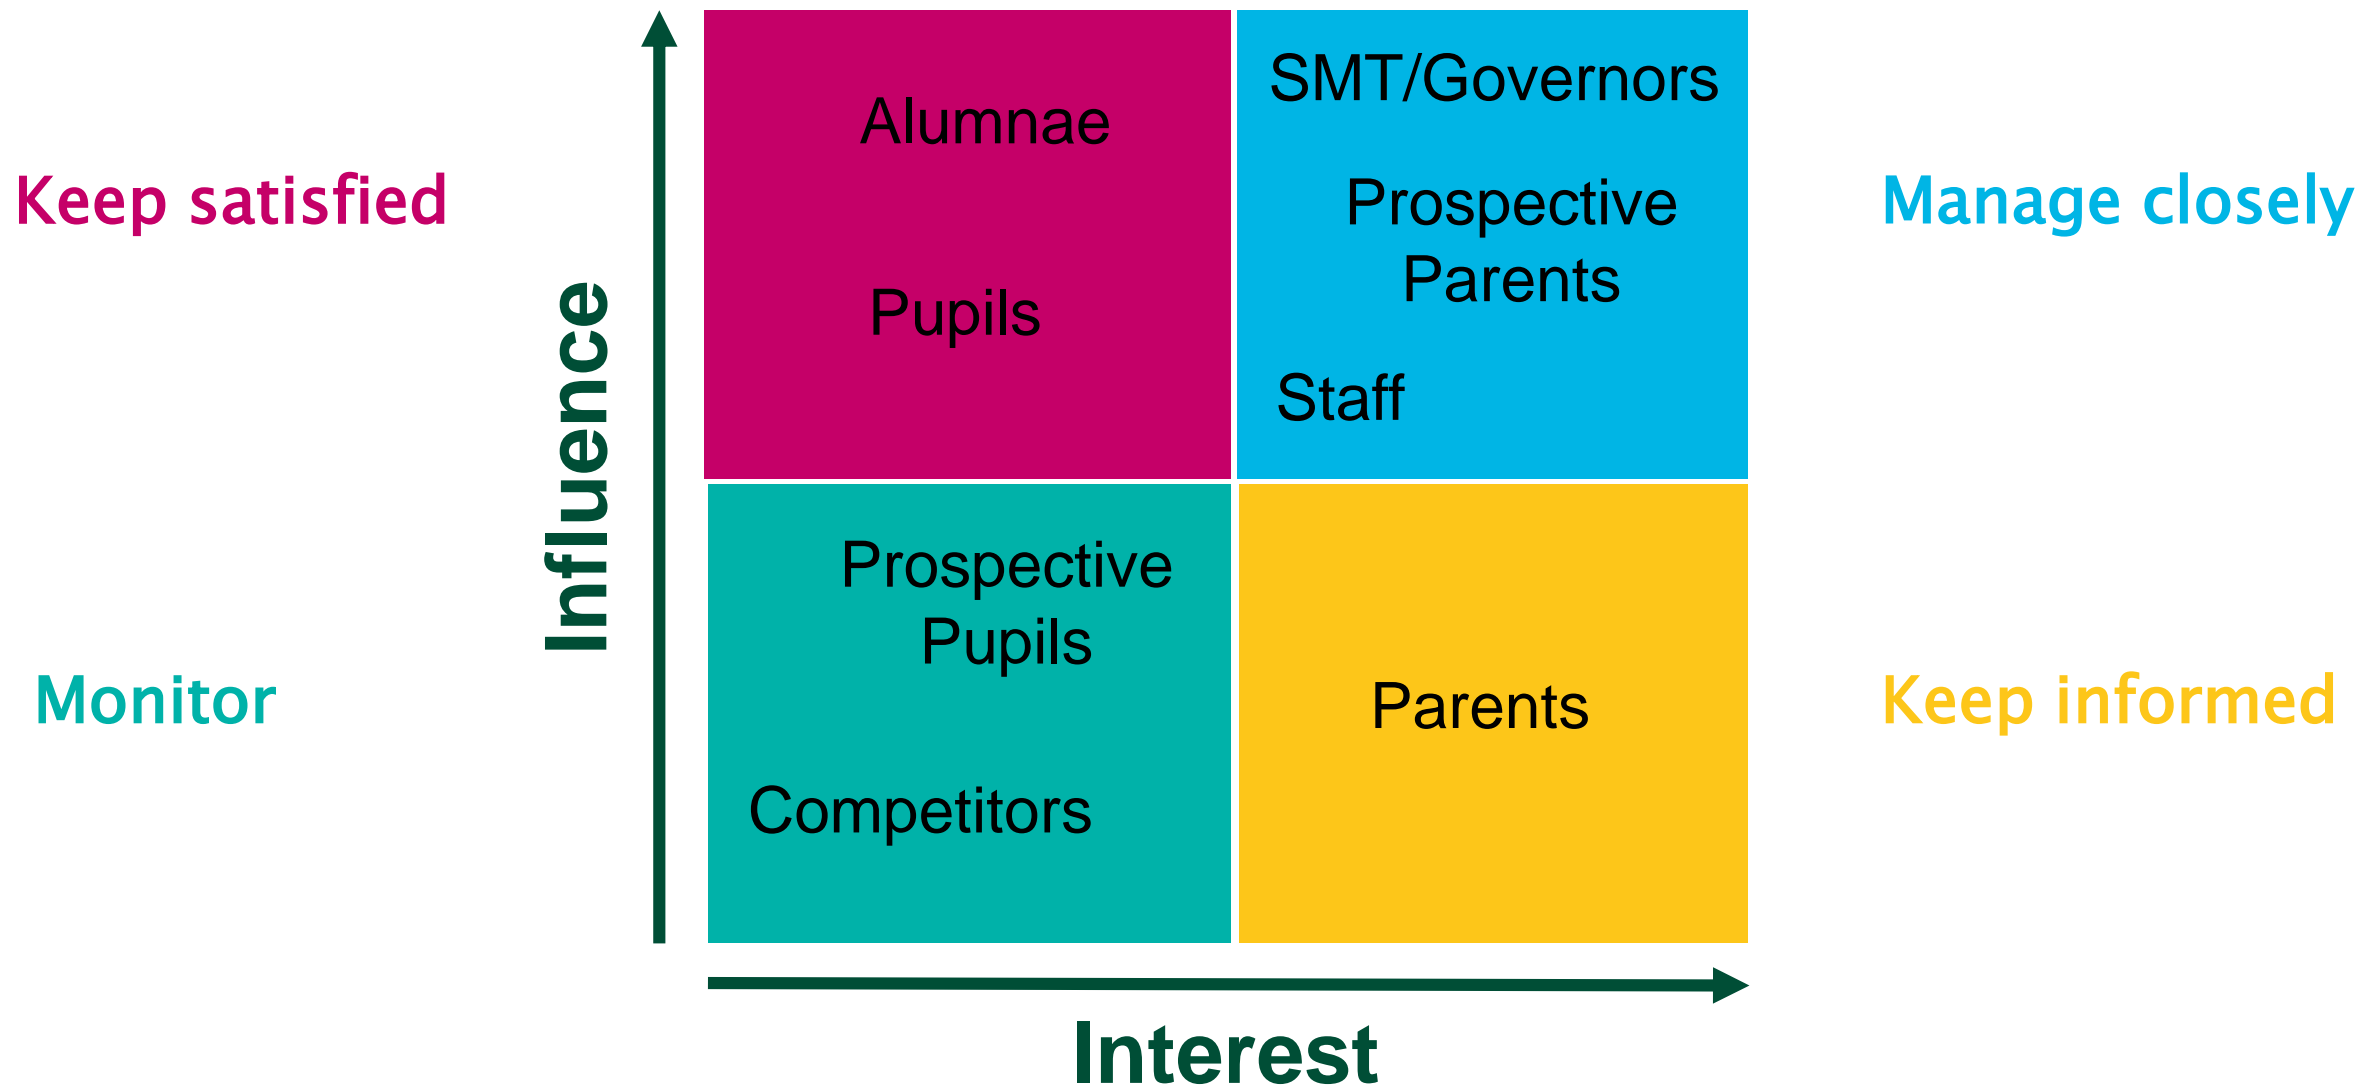 Keep satisfied
Monitor
Influence
Alumnae
Pupils
SMT/Governors
Prospective
Parents
Staff
Prospective
Pupils
Competitors
Parents
Manage closely
Keep informed
Interest